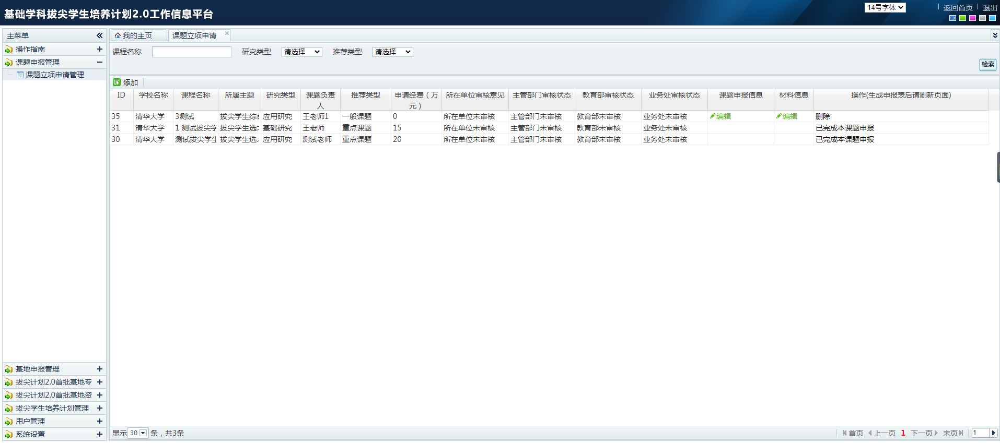 基础学科拔尖学生培养计划2.0工作信息平台
14号字体
返回首页
退出
主菜单
我的主页
课题立项申请
操作指南
课题申报管理
课题立项申请管理
课程名称 研究类型 请选择 推荐类型 请选择
检索
添加
ID 学校名称 课程名称 所属主题 研究类型 课题负责人 推荐类型 申请经费（万元） 所在单位审核意见 主管部门审核状态 教育部审核状态 业务处审核状态 课题申报信息 材料信息 操作(生成申报表后请刷新页面)
35 清华大学 3测试 拔尖学生综 应用研究 王老师1 一般课题 0 所在单位未审核 主管部门未审核 教育部未审核 业务处未审核 编辑 编辑 删除
31 清华大学 1 测试拔尖学 拔尖学生选 基础研究 王老师 重点课题 15 所在单位未审核 主管部门未审核 教育部未审核 业务处未审核 已完成本课题申报
30 清华大学 测试拔尖学生 拔尖学生选 应用研究 测试老师 重点课题 20 所在单位未审核 主管部门未审核 教育部未审核 业务处未审核 已完成本课题申报
基地申报管理
拔尖计划2.0首批基地专
拔尖计划2.0首批基地资
拔尖学生培养计划管理
用户管理
系统设置
显示 30 条，共3条
首页 上一页 1 下一页 末页 1